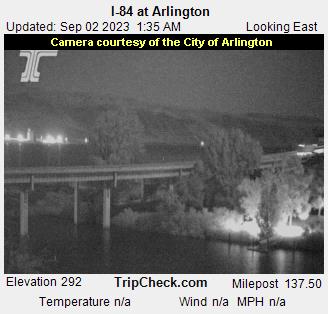 I-84 at Arlington
Updated: Sep 02 2023 1:35 AM Looking East
Camera courtesy of the City of Arlington
Elevation 292 TripCheck.com Milepost 137.50
Temperature n/a Wind n/a MPH n/a